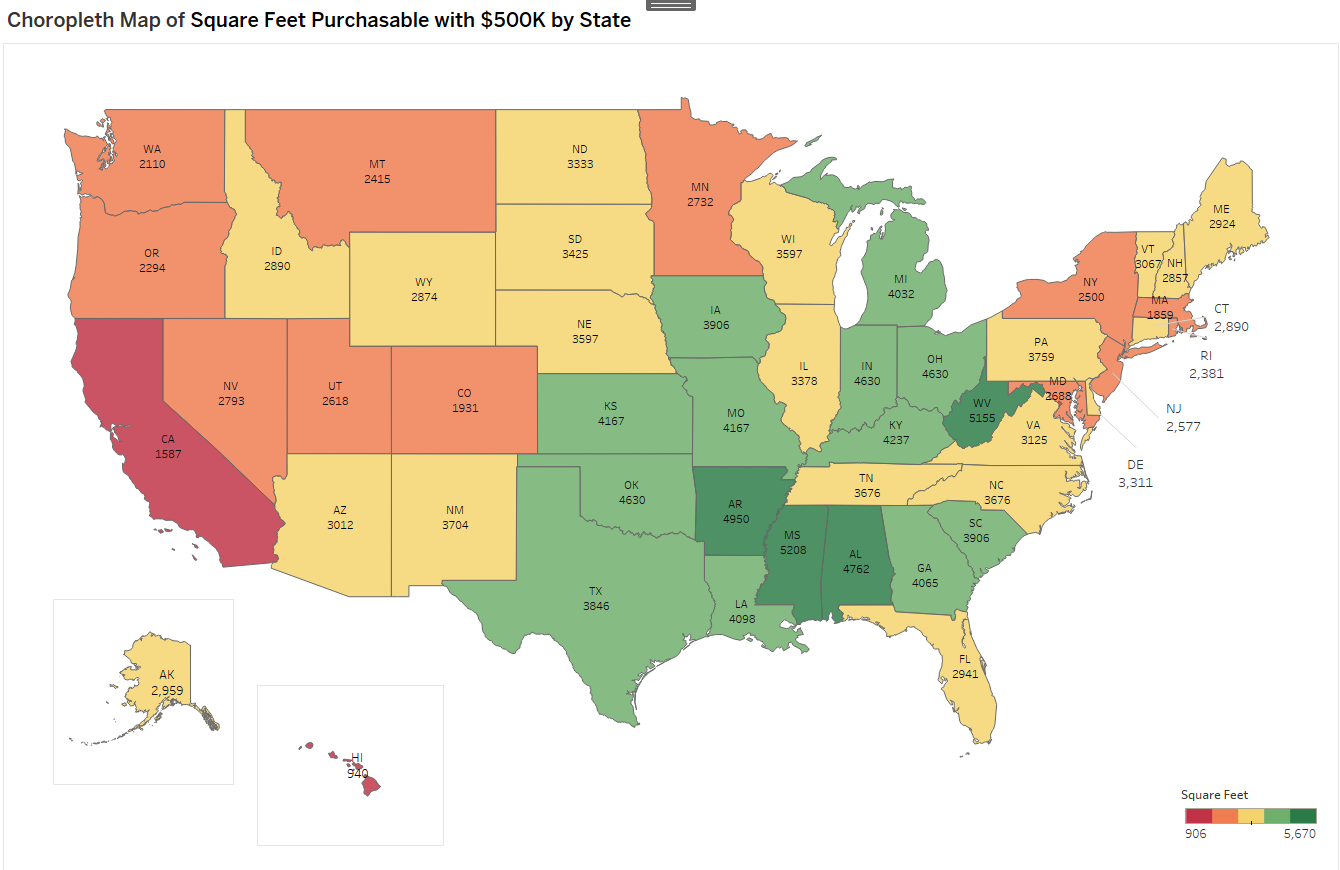 Choropleth Map of Square Feet Purchasable with $500K by State
WA
2110
MT
2415
ND
3333
MN
2732
OR
2294
ID
2890
WY
2874
SD
3425
WI
3597
MI
4032
NY
2500
VT
3067
NH
2857
ME
2924
MA
1859
CT
2,890
RI
2,381
NE
3597
IA
3906
IL
3378
IN
4630
OH
4630
PA
3759
NJ
2,577
MD
2688
DE
3,311
CA
1587
NV
2793
UT
2618
CO
1931
KS
4167
MO
4167
KY
4237
WV
5155
VA
3125
AZ
3012
NM
3704
OK
4630
AR
4950
TN
3676
NC
3676
SC
3906
TX
3846
LA
4098
MS
5208
AL
4762
GA
4065
FL
2941
AK
2,959
HI
940
Square Feet
906
5,670